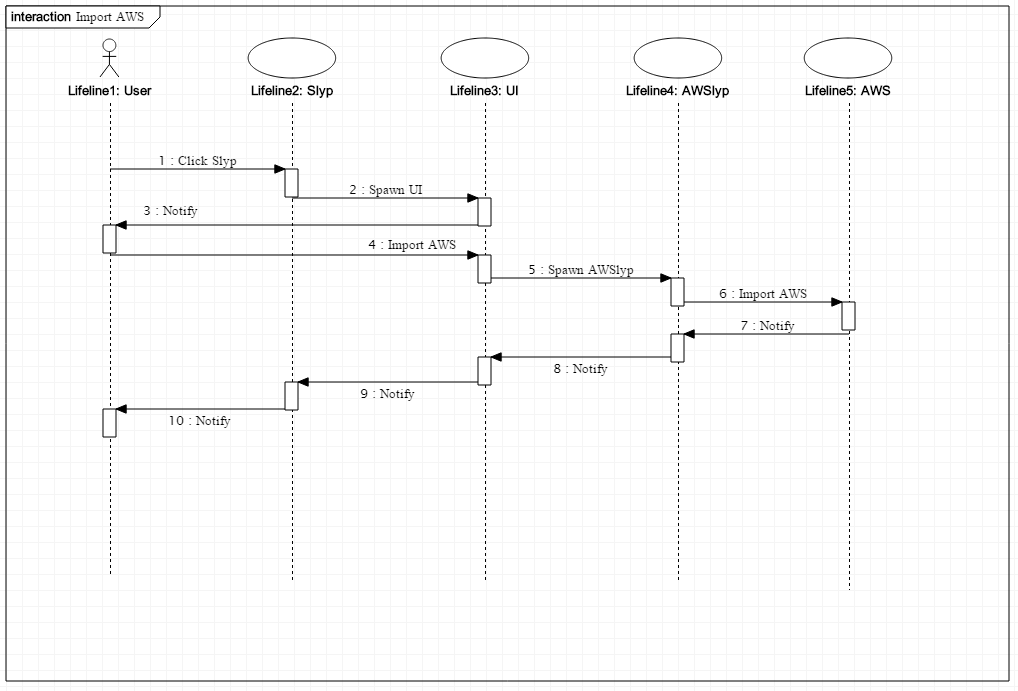 interaction Import AWS
Lifeline1: User
Lifeline2: Slyp
Lifeline3: UI
Lifeline4: AWSlyp
Lifeline5: AWS
1 : Click Slyp
2 : Spawn UI
3 : Notify
4 : Import AWS
5 : Spawn AWSlyp
6 : Import AWS
7 : Notify
8 : Notify
9 : Notify
10 : Notify